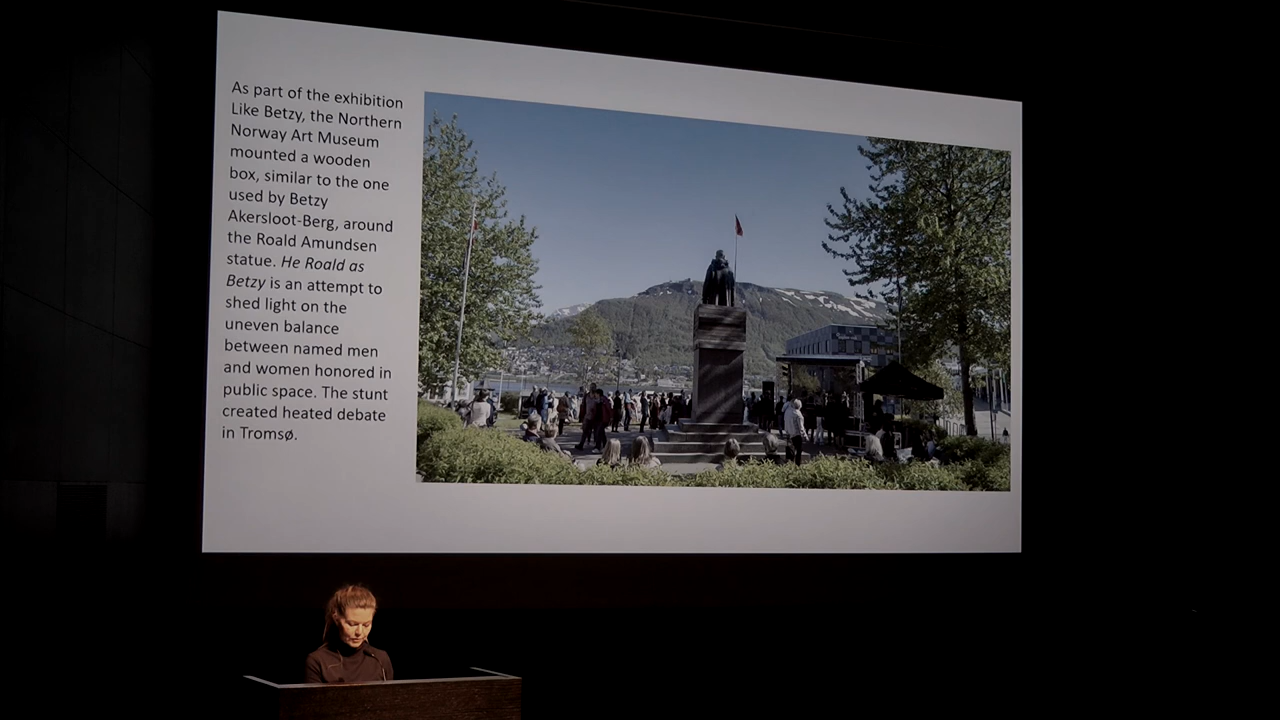 As part of the exhibition
Like Betzy, the Northern
Norway Art Museum
mounted a wooden
box, similar to the one
used by Betzy
Akersloot-Berg, around
the Roald Amundsen
statue. He Roald as
Betzy is an attempt to
shed light on the
uneven balance
between named men
and women honored in
public space. The stunt
created heated debate
in Tromsø.